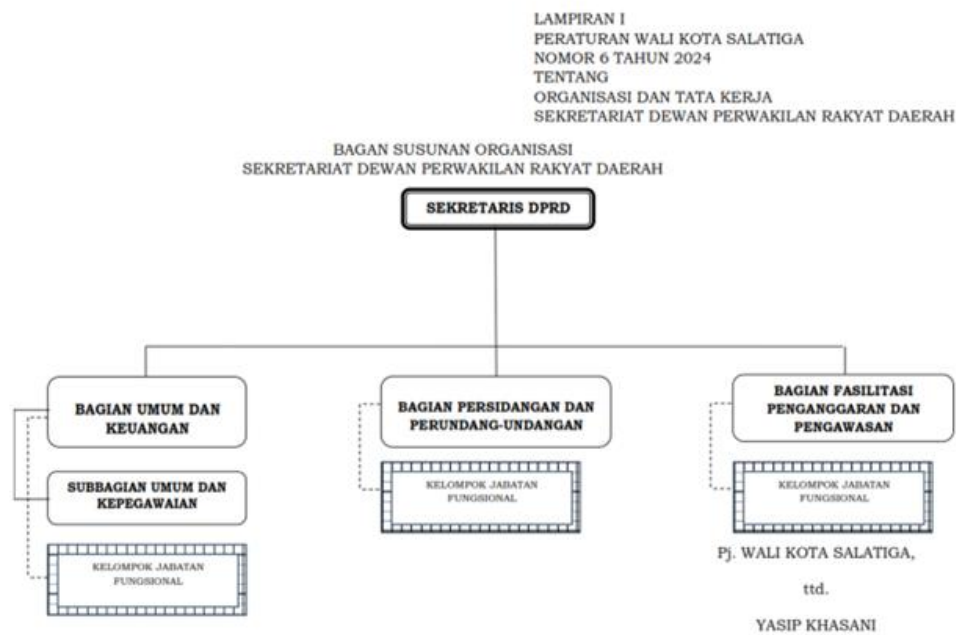 LAMPIRAN I
PERATURAN WALI KOTA SALATIGA
NOMOR 6 TAHUN 2024
TENTANG
ORGANISASI DAN TATA KERJA
SEKRETARIAT DEWAN PERWAKILAN RAKYAT DAERAH
BAGAN SUSUNAN ORGANISASI
SEKRETARIAT DEWAN PERWAKILAN RAKYAT DAERAH
SEKRETARIS DPRD
BAGIAN UMUM DAN
KEUANGAN
SUBBAGIAN UMUM DAN
KEPEGAWAIAN
KELOMPOK JABATAN
FUNGSIONAL
BAGIAN PERSIDANGAN DAN
PERUNDANG-UNDANGAN
KELOMPOK JABATAN
FUNGSIONAL
BAGIAN FASILITASI
PENGANGGARAN DAN
PENGAWASAN
KELOMPOK JABATAN
FUNGSIONAL
Pj. WALI KOTA SALATIGA,
ttd.
YASIP KHASANI